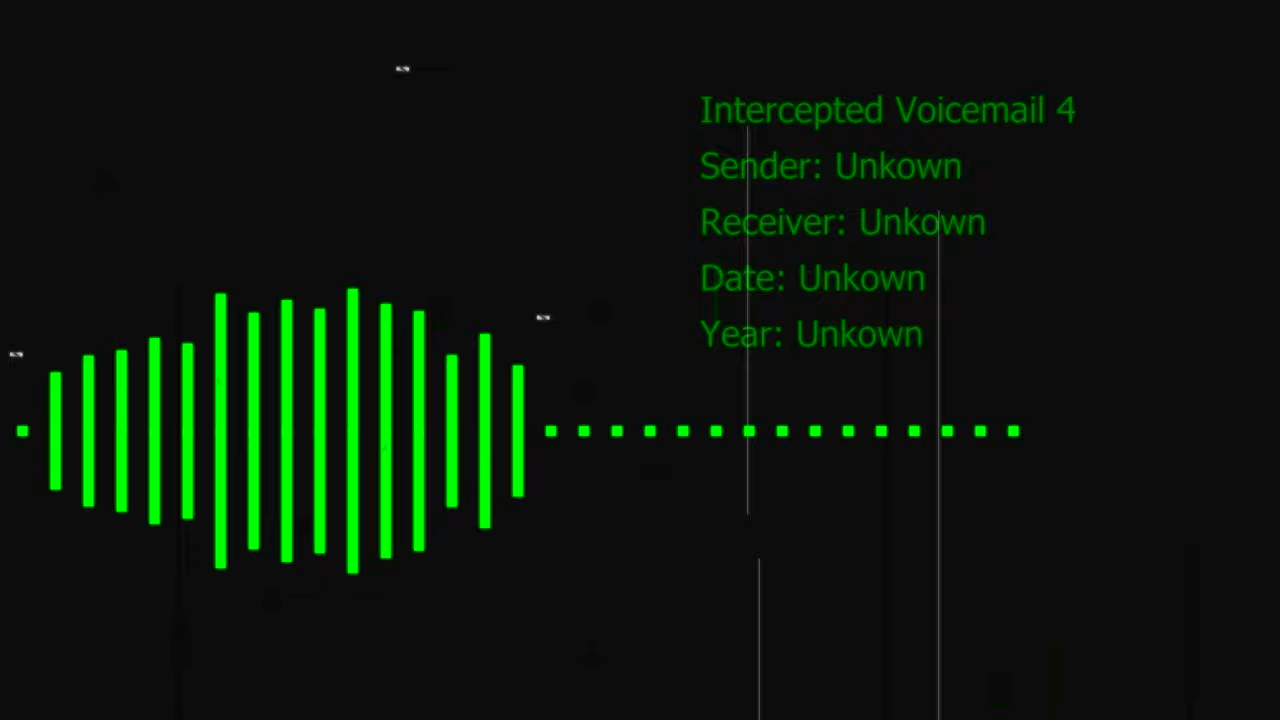 Intercepted Voicemail 4
Sender: Unkown
Receiver: Unkown
Date: Unkown
Year: Unkown